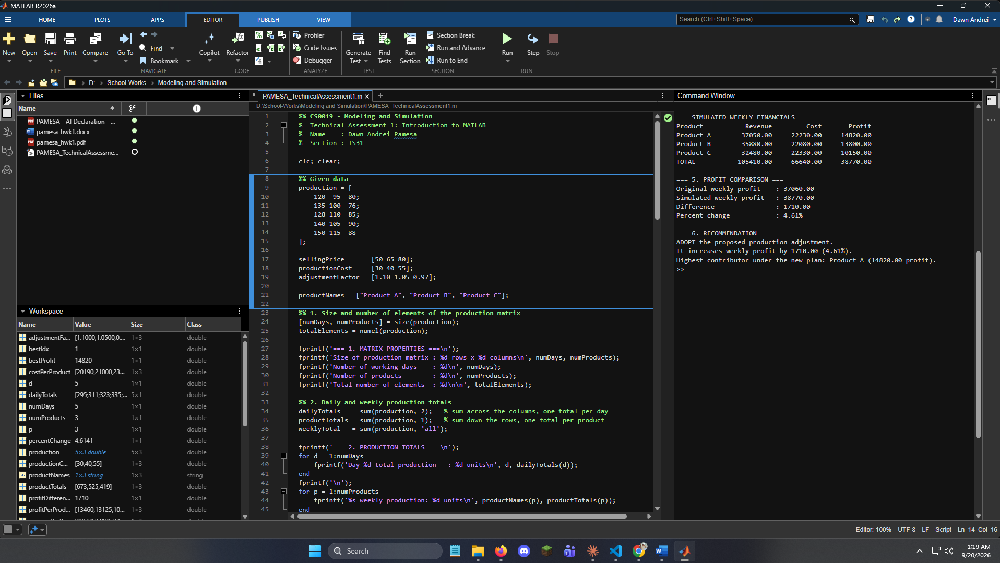 MATLAB R2026a
HOME PLOTS APPS EDITOR PUBLISH VIEW
Search (Ctrl+Shift+Space)
Dawn Andrei
New Open Save Print Compare
FILE
Go To
Find
Bookmark
NAVIGATE
Copilot Refactor
CODE
Profiler
Code Issues
Debugger
ANALYZE
Generate Test
Find Tests
TEST
Run Section
Section Break
Run and Advance
Run to End
SECTION
Run Step Stop
RUN
D: School-Works Modeling and Simulation
Files
Name
PAMESA - AI Declaration - ...
pamesa_hwk1.docx
pamesa_hwk1.pdf
PAMESA_TechnicalAssessme...
Workspace
Name Value Size Class
adjustmentFa... [1.1000,1.0500,0.... 1×3 double
bestIdx 1 1×1 double
bestProfit 14820 1×1 double
costPerProduct [20190,21000,23... 1×3 double
d 5 1×1 double
dailyTotals [295;311;323;335;... 5×1 double
numDays 5 1×1 double
numProducts 3 1×1 double
p 3 1×1 double
percentChange 4.6141 1×1 double
production 5×3 double 5×3 double
productionC... [30,40,55] 1×3 double
productNames 1×3 string 1×3 string
productTotals [673,525,419] 1×3 double
profitDifferen... 1710 1×1 double
profitPerProd... [13460,13125,10... 1×3 double
PAMESA_TechnicalAssessment1.m
D:\School-Works\Modeling and Simulation\PAMESA_TechnicalAssessment1.m
1 %% CS0019 - Modeling and Simulation
2 % Technical Assessment 1: Introduction to MATLAB
3 % Name : Dawn Andrei Pamesa
4 % Section : TS31
5
6 clc; clear;
7
8 %% Given data
9 production = [
10 120 95 80;
11 135 100 76;
12 128 110 85;
13 140 105 90;
14 150 115 88
15 ];
16
17 sellingPrice = [50 65 80];
18 productionCost = [30 40 55];
19 adjustmentFactor = [1.10 1.05 0.97];
20
21 productNames = ["Product A", "Product B", "Product C"];
22
23 %% 1. Size and number of elements of the production matrix
24 [numDays, numProducts] = size(production);
25 totalElements = numel(production);
26
27 fprintf('=== 1. MATRIX PROPERTIES ===\n');
28 fprintf('Size of production matrix : %d rows x %d columns\n', numDays, numProducts);
29 fprintf('Number of working days : %d\n', numDays);
30 fprintf('Number of products : %d\n', numProducts);
31 fprintf('Total number of elements : %d\n\n', totalElements);
32
33 %% 2. Daily and weekly production totals
34 dailyTotals = sum(production, 2); % sum across the columns, one total per day
35 productTotals = sum(production, 1); % sum down the rows, one total per product
36 weeklyTotal = sum(production, 'all');
37
38 fprintf('=== 2. PRODUCTION TOTALS ===\n');
39 for d = 1:numDays
40 fprintf('Day %d total production : %d units\n', d, dailyTotals(d));
41 end
42 fprintf('\n');
43 for p = 1:numProducts
44 fprintf('%s weekly production: %d units\n', productNames(p), productTotals(p));
45 end
Command Window
=== SIMULATED WEEKLY FINANCIALS ===
Product Revenue Cost Profit
Product A 37050.00 22230.00 14820.00
Product B 35880.00 22080.00 13800.00
Product C 32480.00 22330.00 10150.00
TOTAL 105410.00 66640.00 38770.00
=== 5. PROFIT COMPARISON ===
Original weekly profit : 37060.00
Simulated weekly profit : 38770.00
Difference : 1710.00
Percent change : 4.61%
=== 6. RECOMMENDATION ===
ADOPT the proposed production adjustment.
It increases weekly profit by 1710.00 (4.61%).
Highest contributor under the new plan: Product A (14820.00 profit).
>>
Editor: 100% UTF-8 LF Script Ln 14 Col 16
Search
1:19 AM
9/20/2026